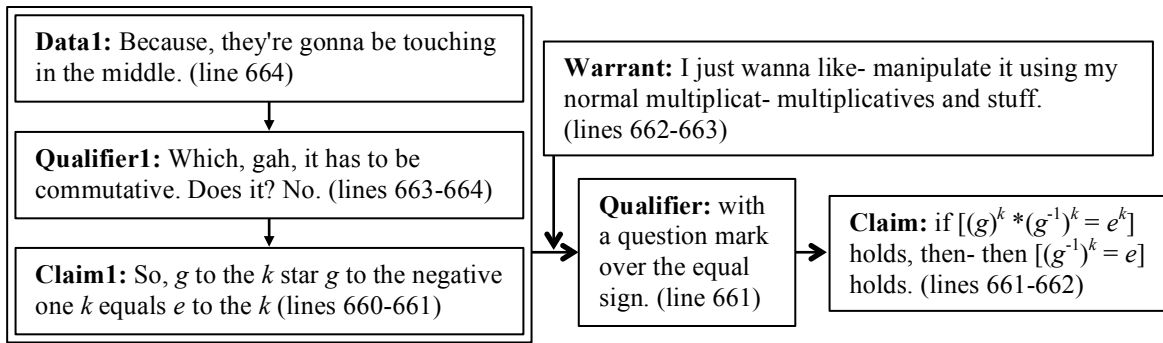 Data1: Because, they're gonna be touching
in the middle. (line 664)
Qualifier1: Which, gah, it has to be
commutative. Does it? No. (lines 663-664)
Claim1: So, g to the k star g to the negative
one k equals e to the k (lines 660-661)
Warrant: I just wanna like- manipulate it using my
normal multiplicat- multiplicatives and stuff.
(lines 662-663)
Qualifier: with
a question mark
over the equal
sign. (line 661)
Claim: if [(g)^k *(g^-1)^k = e^k]
holds, then- then [(g^-1)^k = e]
holds. (lines 661-662)